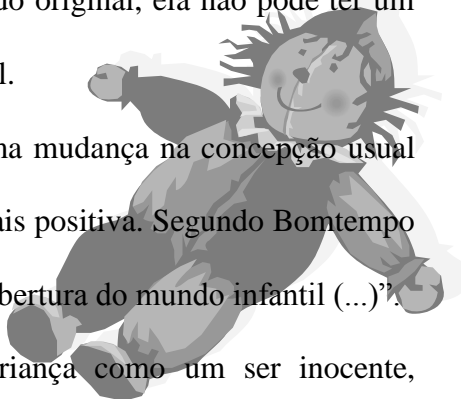 do original, ela não pode ter um
l.
na mudança na concepção usual
ais positiva. Segundo Bomtempo
bertura do mundo infantil (...)”.
riança como um ser inocente,